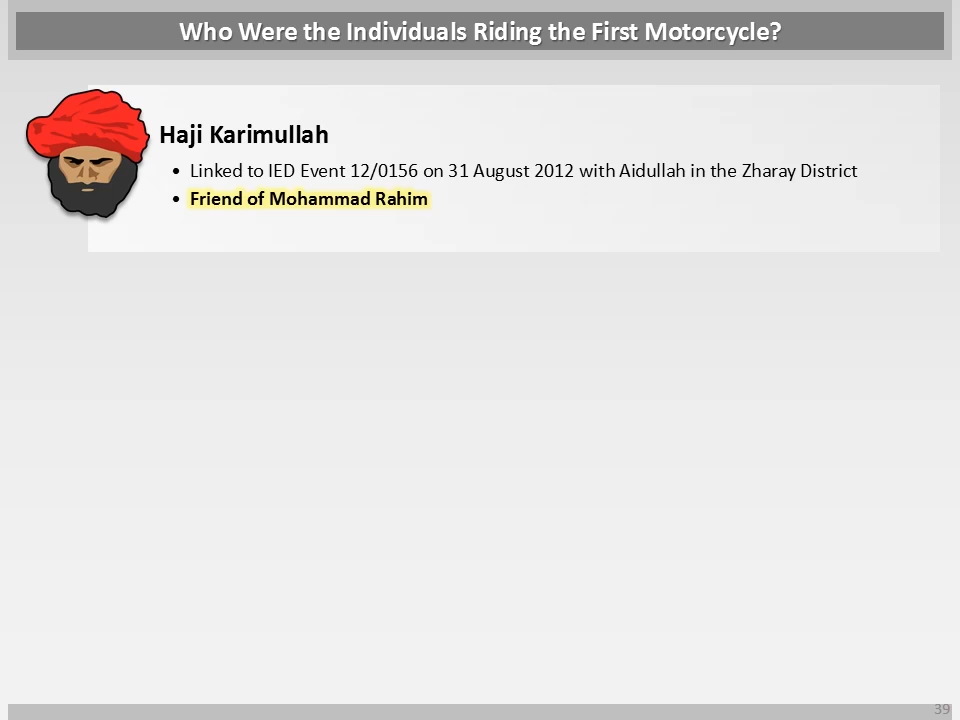 Who Were the Individuals Riding the First Motorcycle?
Haji Karimullah
• Linked to IED Event 12/0156 on 31 August 2012 with Aidullah in the Zharay District
• Friend of Mohammad Rahim
39